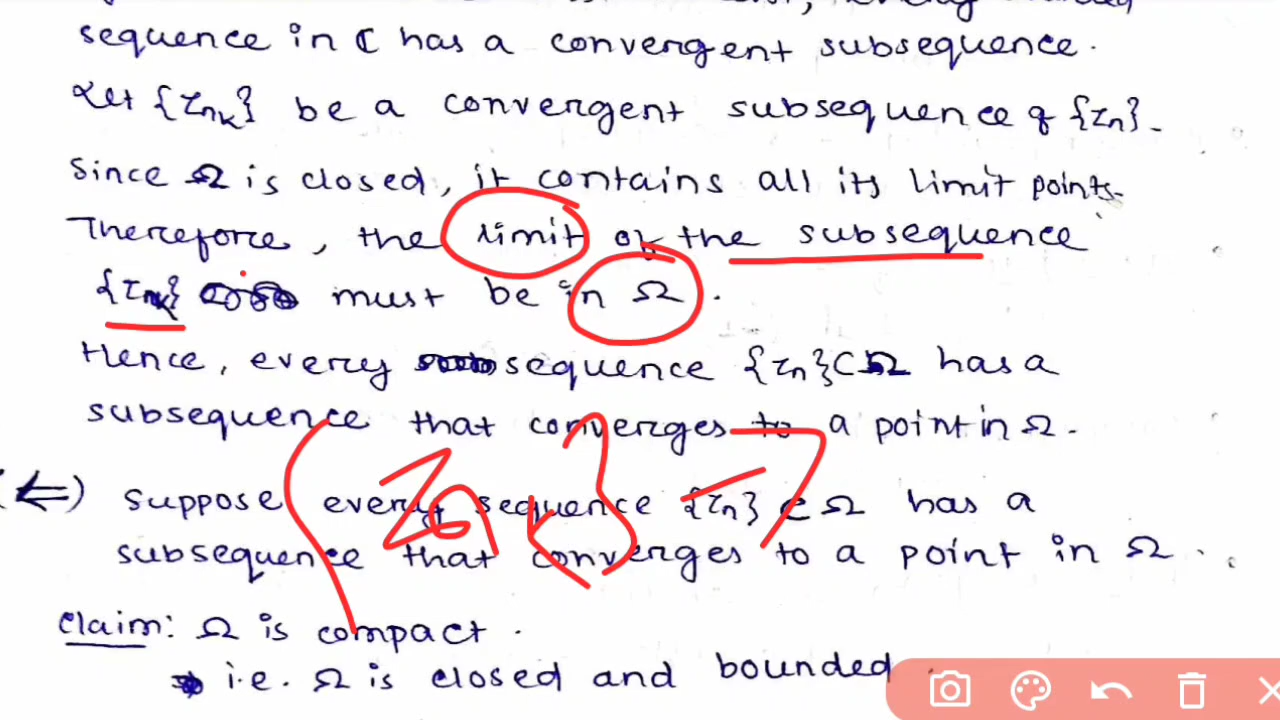 sequence in ℂ has a convergent subsequence.
Let {z_{n_k}} be a convergent subsequence of {z_n}.
Since Ω is closed, it contains all its limit points.
Therefore, the limit of the subsequence
{z_{n_k}} must be in Ω.
Hence, every sequence {z_n}⊂Ω has a
subsequence that converges to a point in Ω.
(⇐) Suppose every sequence {z_n} ⊂ Ω has a
subsequence that converges to a point in Ω.
Claim: Ω is compact.
i.e. Ω is closed and bounded.